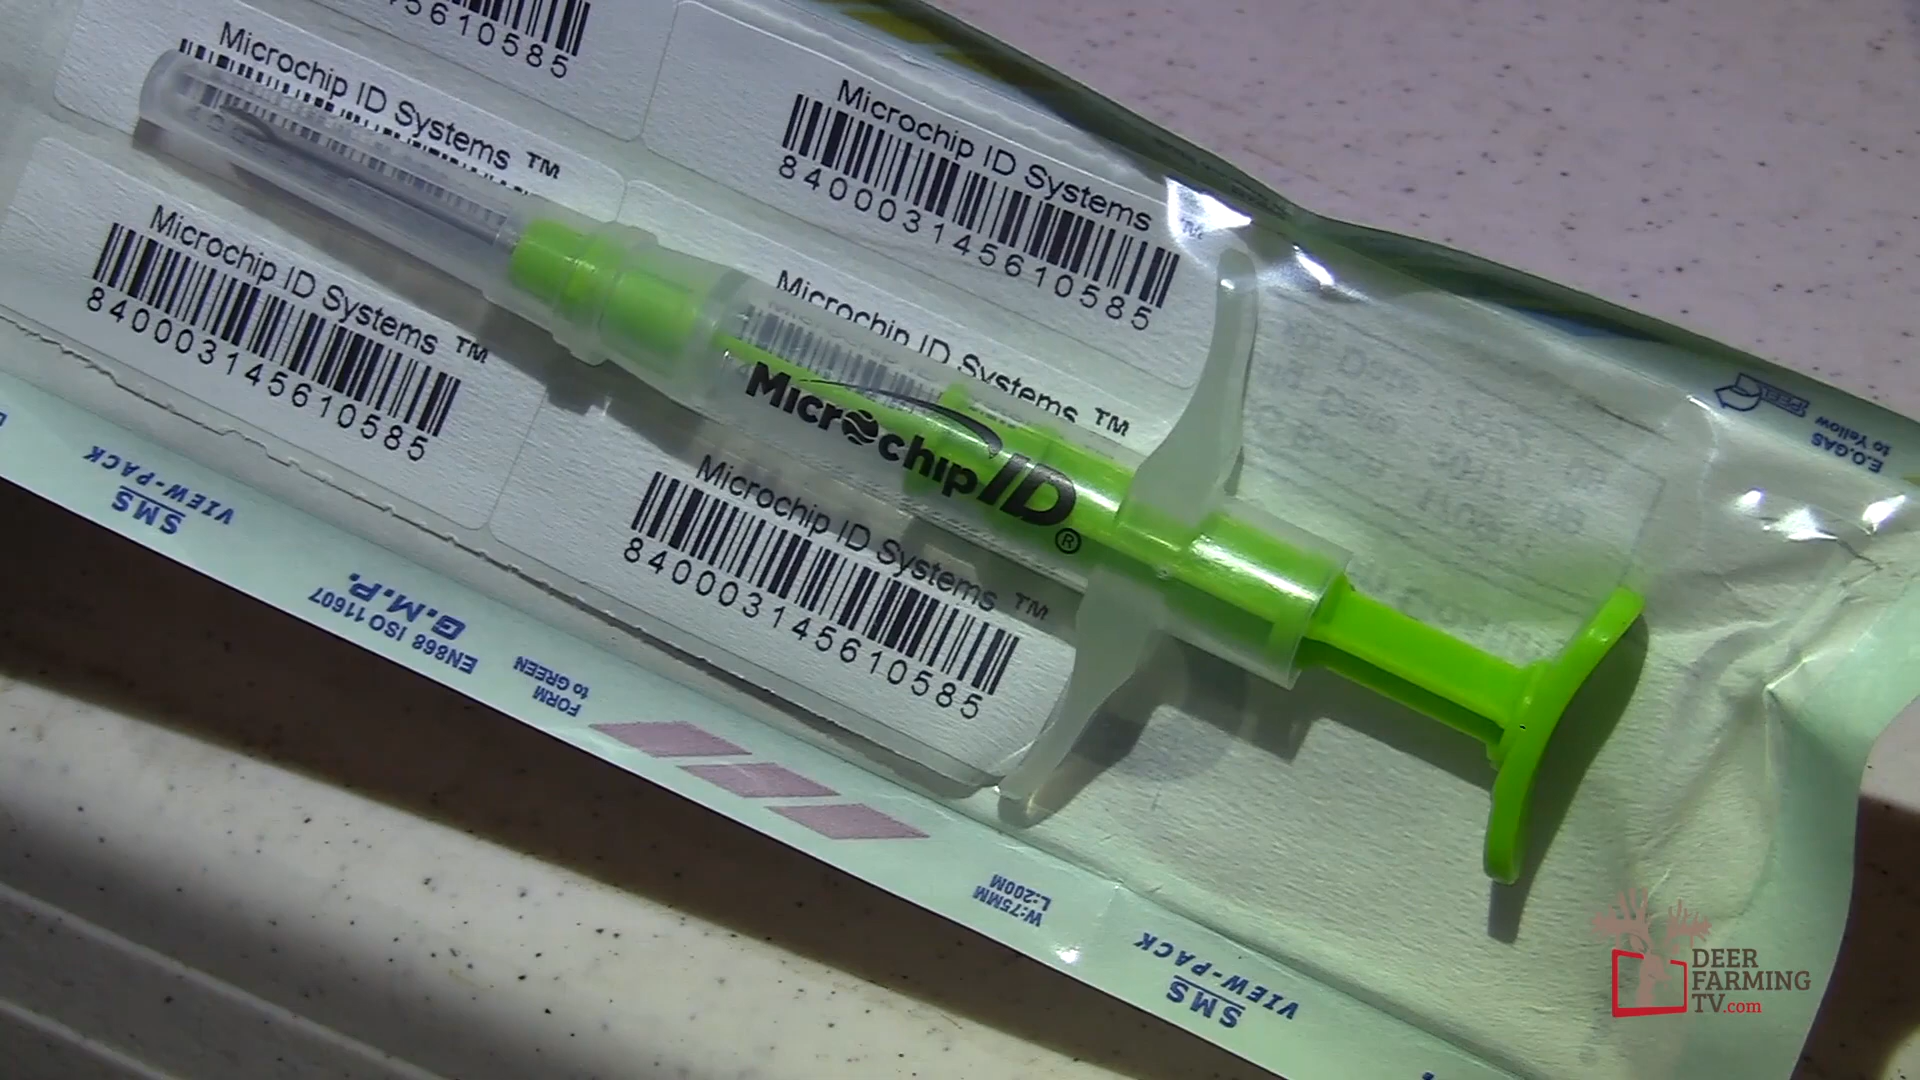 5610585
Microchip ID Systems ™
Microchip ID Systems ™
840003145610585
Microchip ID Systems ™
840003145610585
Microchip ID Systems ™
MicrochipID®
Microchip ID Systems ™
840003145610585
PEEL
E.O.GAS
to Yellow
SMS
VIEW-PACK
G.M.P.
EN868 ISO 11607
FORM
to GREEN
W:75MM
L:200M
SMS
VIEW-PACK
DEER
FARMING
TV.com